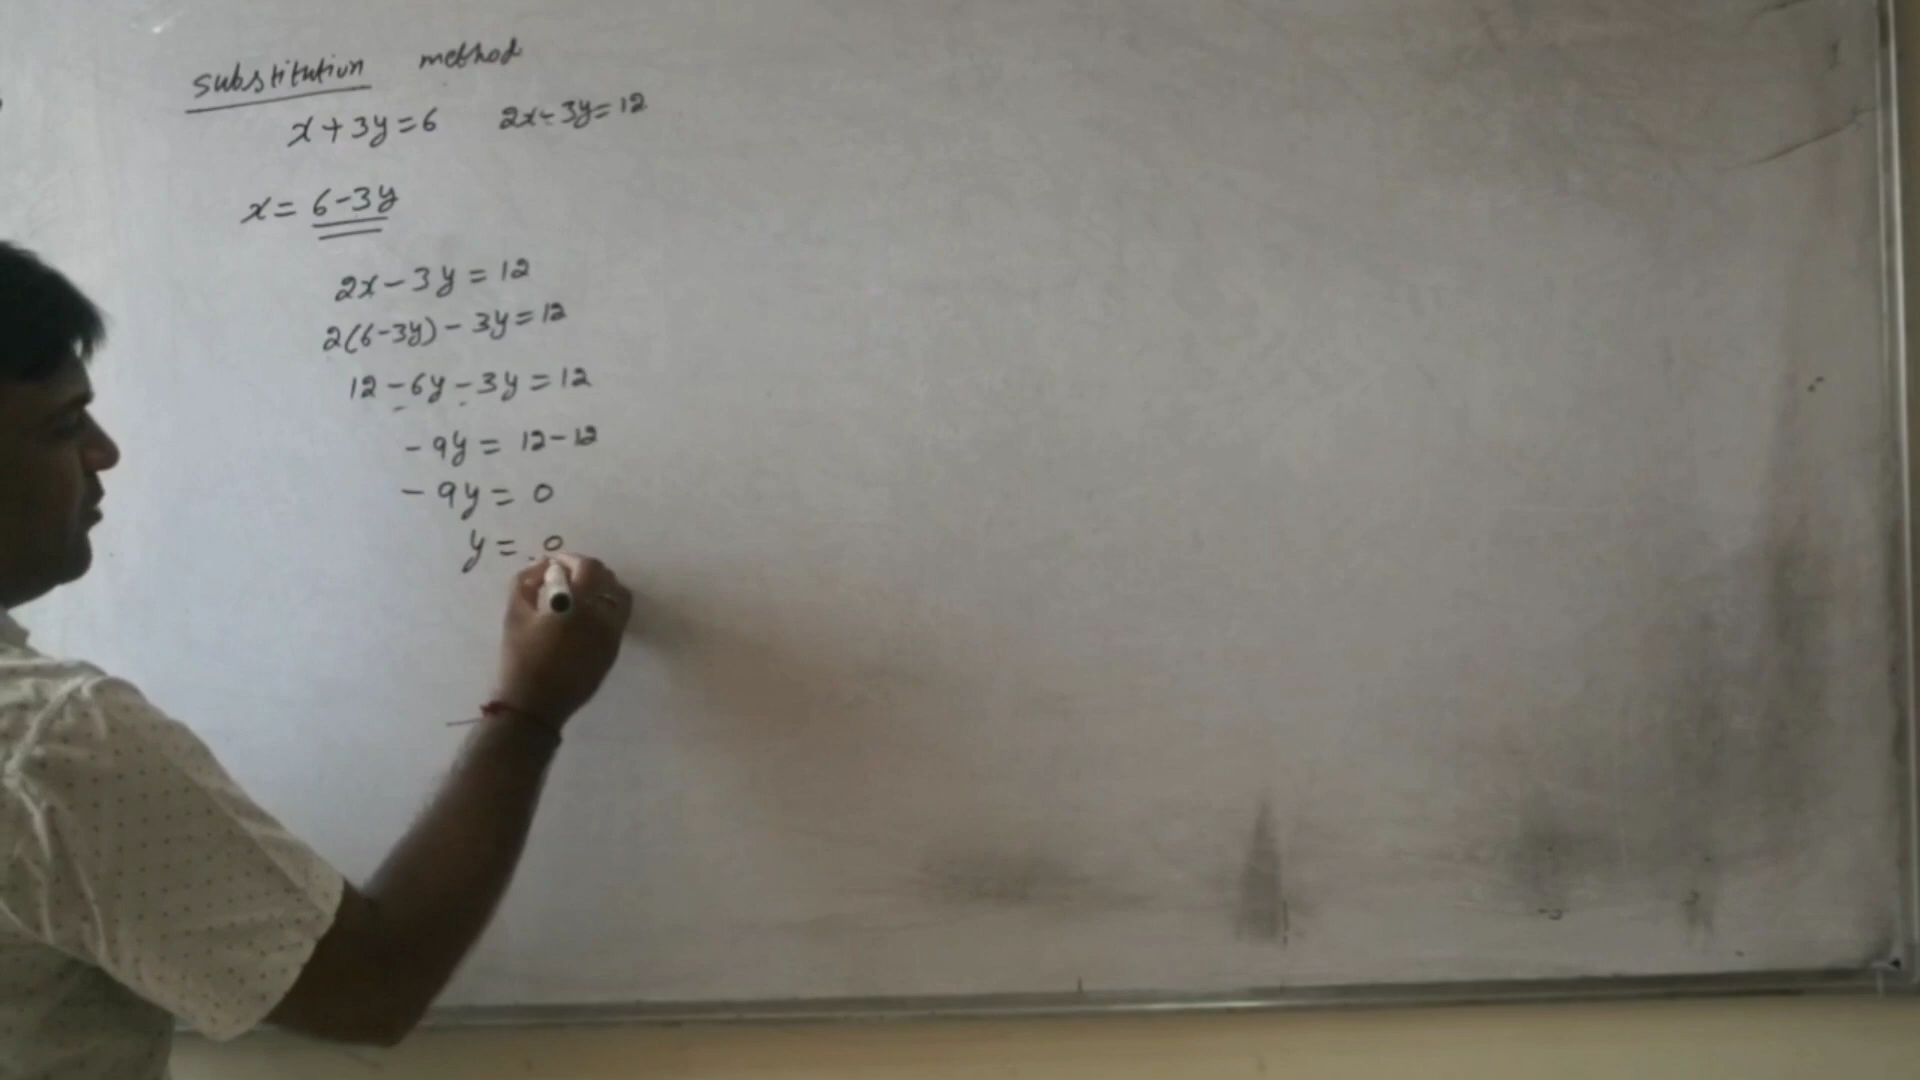 substitution method
x+3y=6 2x-3y=12
x= 6-3y
2x-3y=12
2(6-3y)-3y=12
12-6y-3y=12
-9y=12-12
-9y=0
y=0